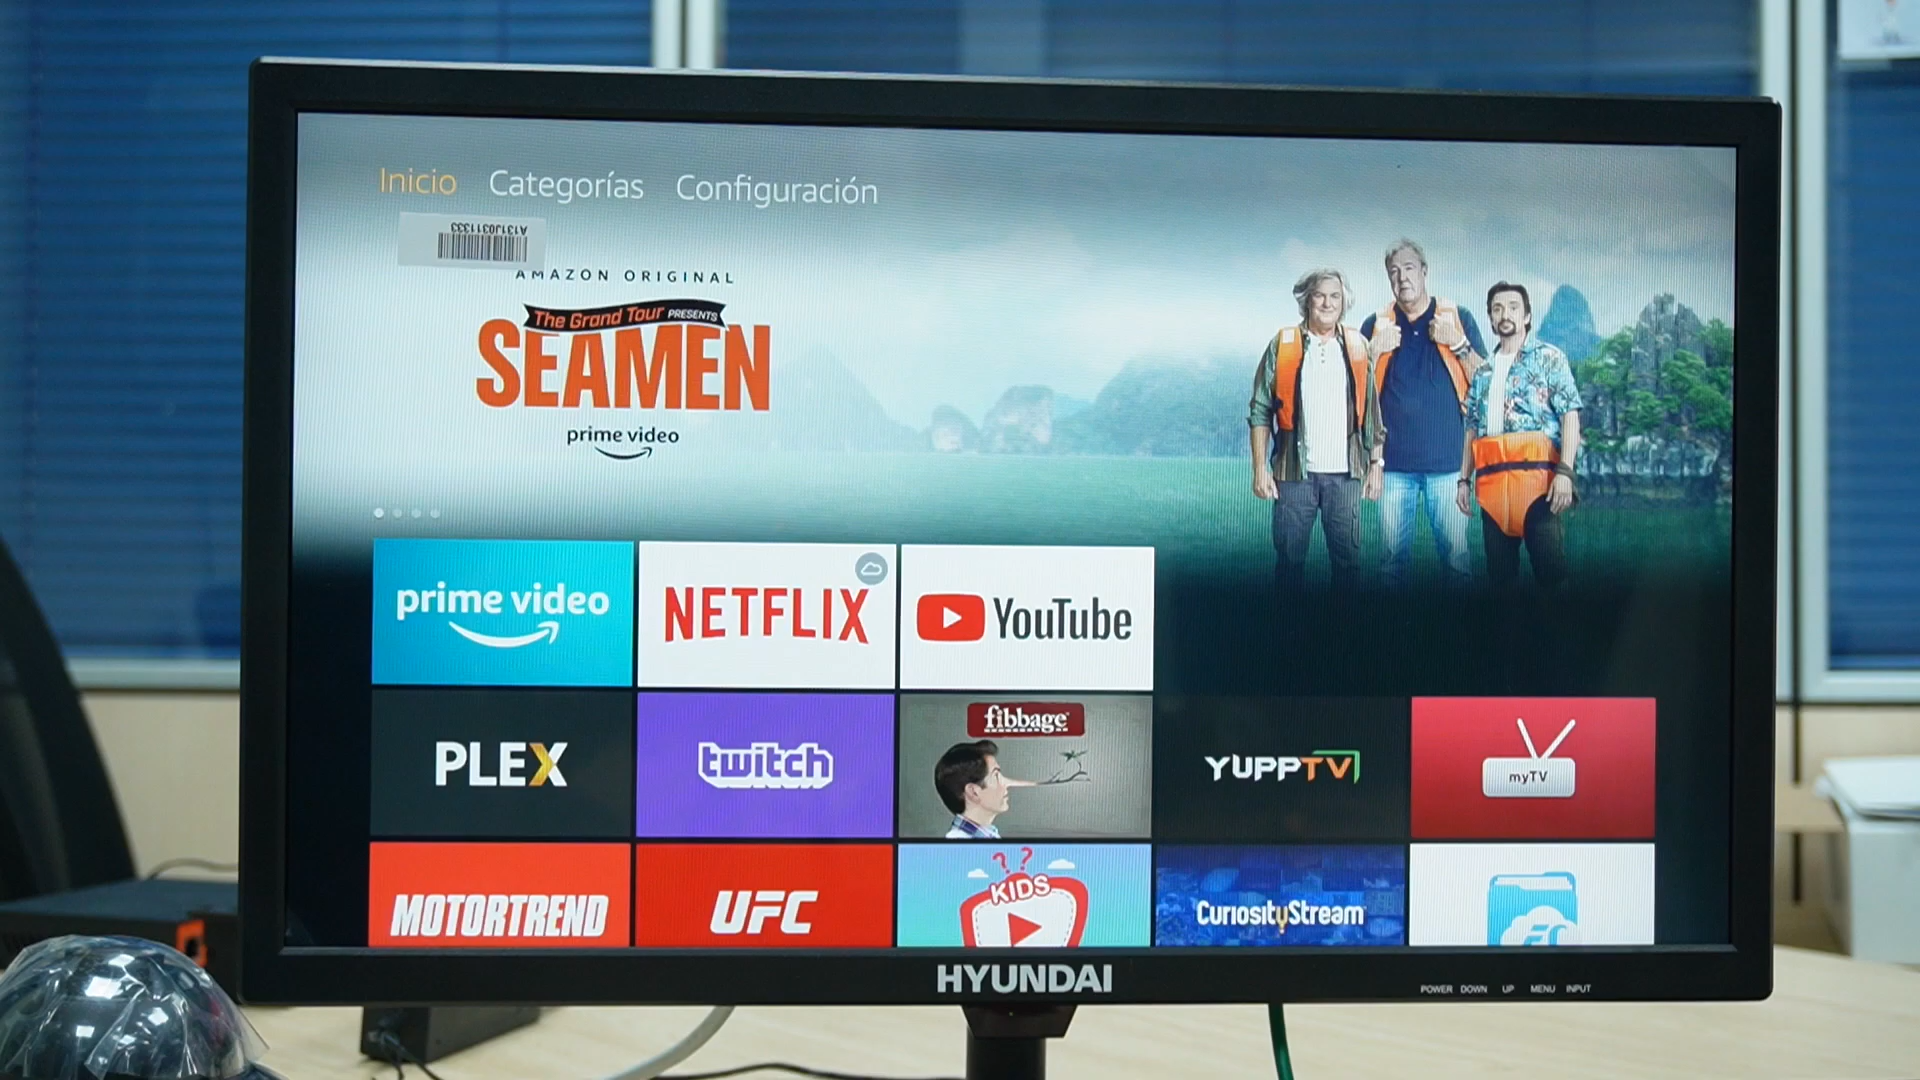 Inicio Categorías Configuración
A131J0311333
AMAZON ORIGINAL
The Grand Tour PRESENTS
SEAMEN
prime video
prime video NETFLIX YouTube
PLEX twitch fibbage YUPPTV myTV
MOTORTREND UFC ?? KIDS CuriosityStream
HYUNDAI
POWER DOWN UP MENU INPUT